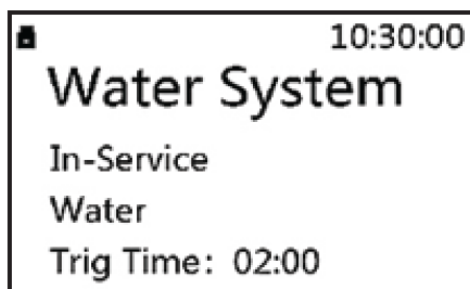 10:30:00
Water System
In-Service
Water
Trig Time: 02:00